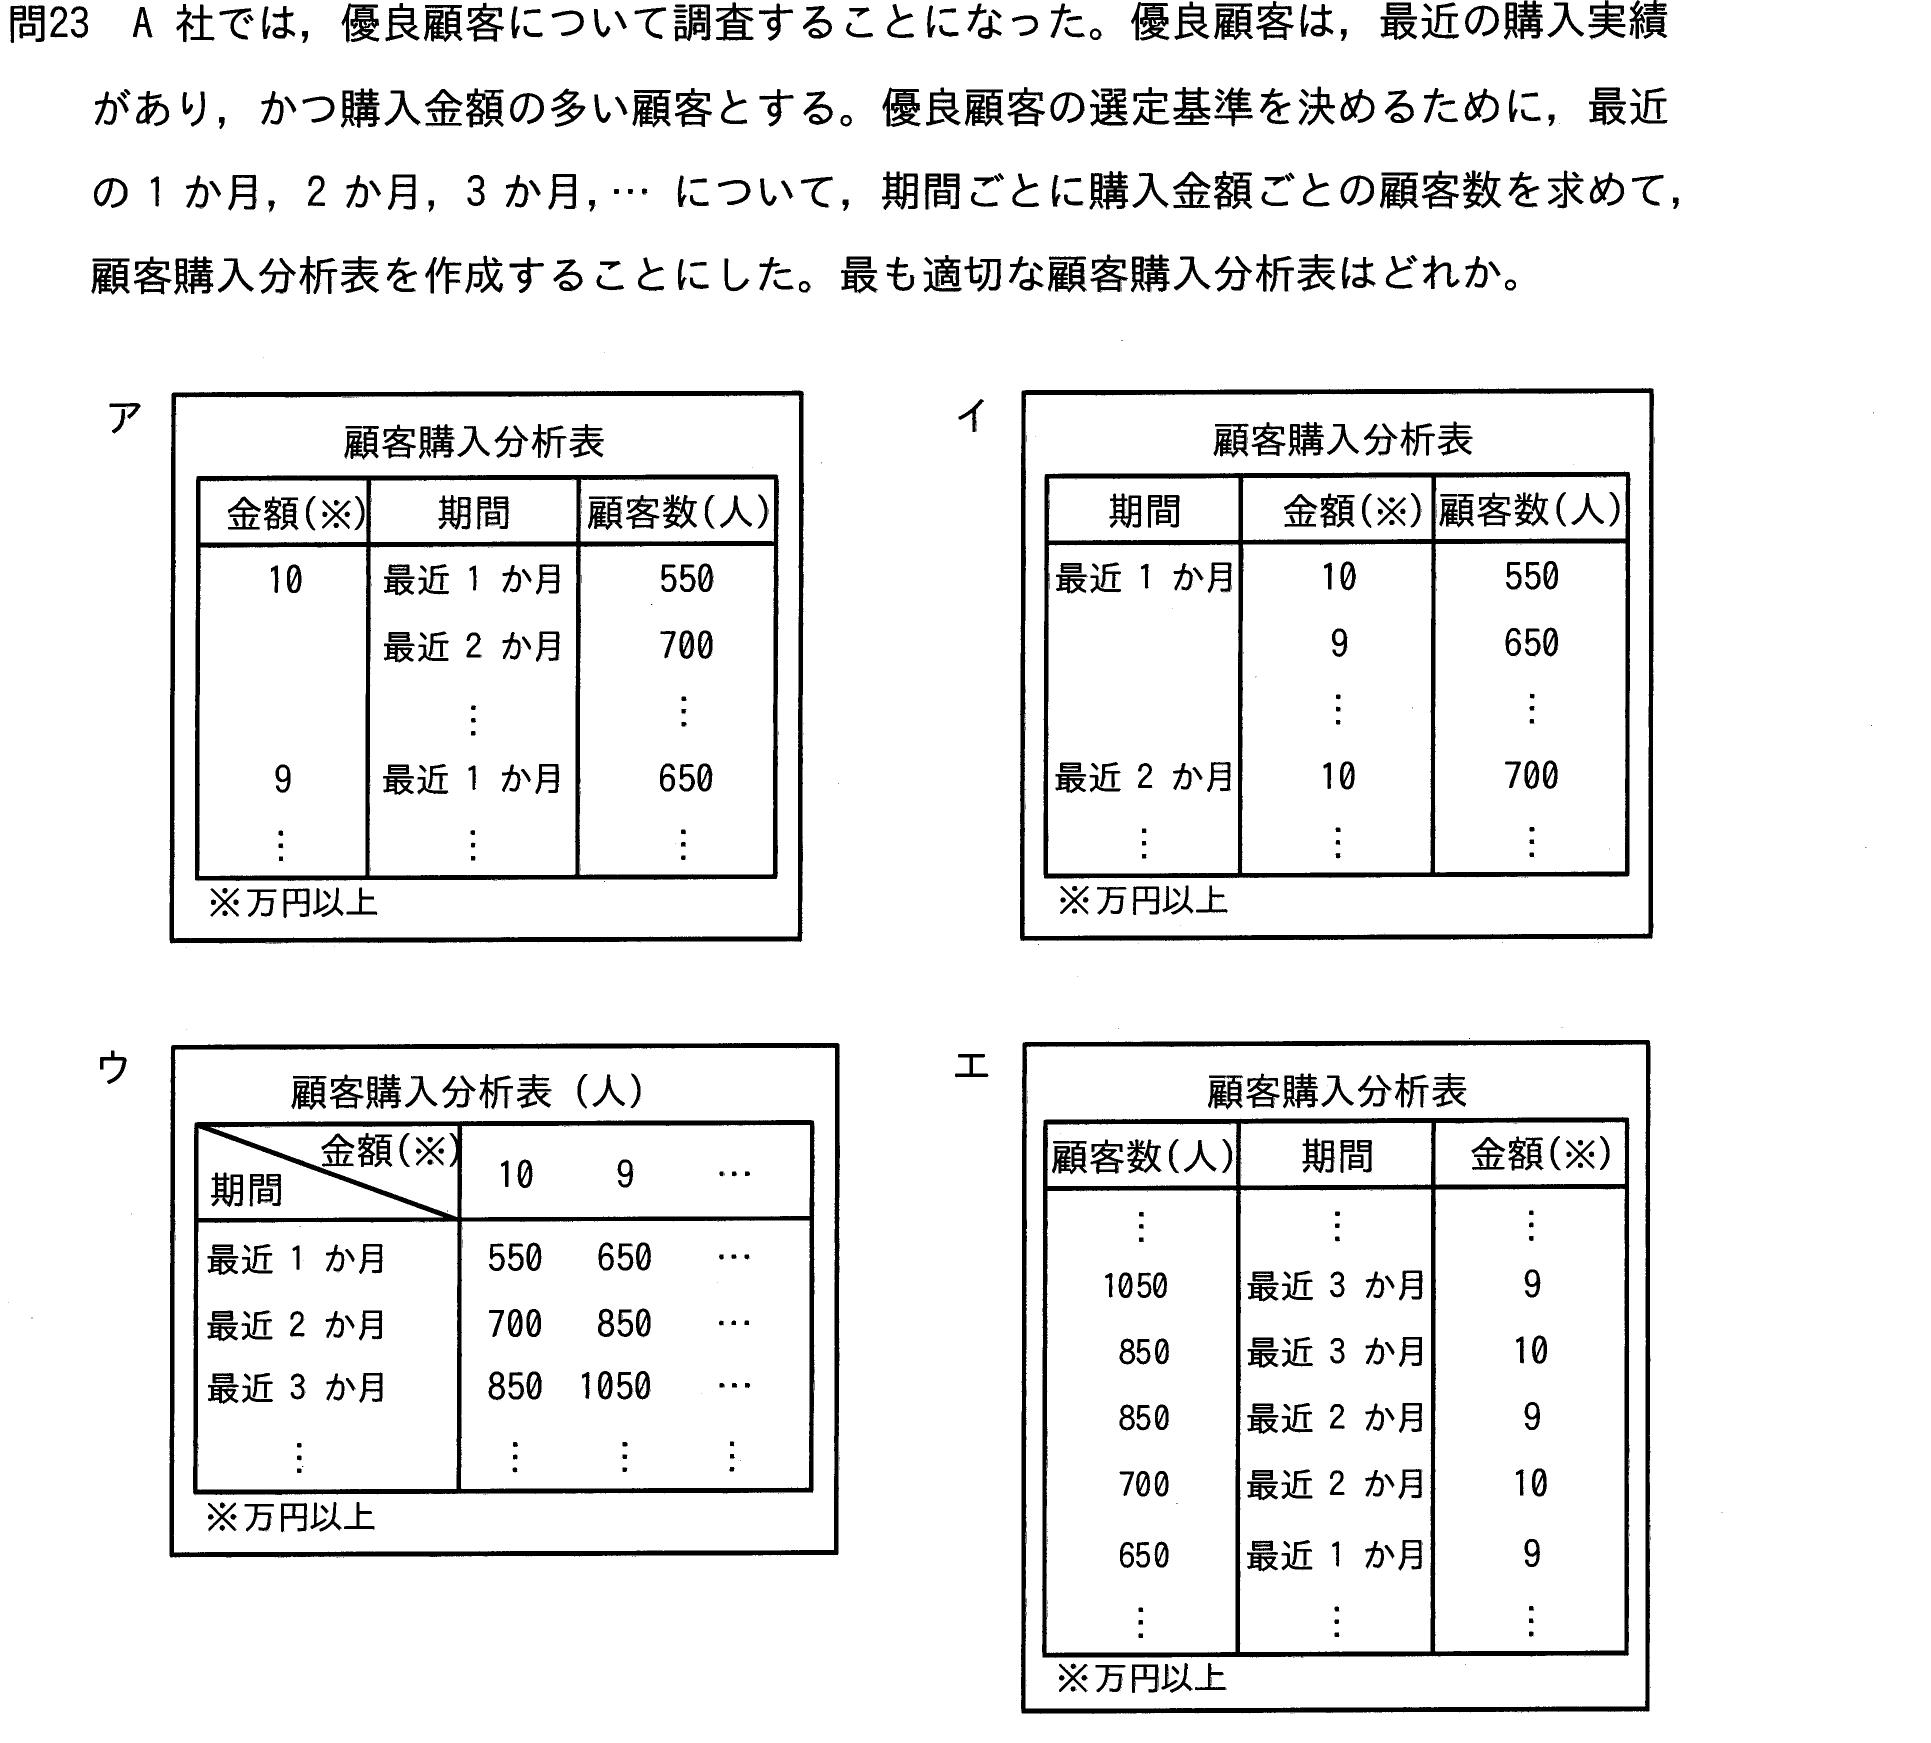 問23 A 社では，優良顧客について調査することになった。優良顧客は，最近の購入実績
があり，かつ購入金額の多い顧客とする。優良顧客の選定基準を決めるために，最近
の 1 か月，2 か月，3 か月，… について，期間ごとに購入金額ごとの顧客数を求めて，
顧客購入分析表を作成することにした。最も適切な顧客購入分析表はどれか。
ア
顧客購入分析表
金額(※) 期間 顧客数(人)
10 最近 1 か月 550
最近 2 か月 700
⋮ ⋮
9 最近 1 か月 650
⋮ ⋮ ⋮
※万円以上
イ
顧客購入分析表
期間 金額(※) 顧客数(人)
最近 1 か月 10 550
9 650
⋮ ⋮
最近 2 か月 10 700
⋮ ⋮ ⋮
※万円以上
ウ
顧客購入分析表（人）
金額(※)
期間
10 9 …
最近 1 か月 550 650 …
最近 2 か月 700 850 …
最近 3 か月 850 1050 …
⋮ ⋮ ⋮ ⋮
※万円以上
エ
顧客購入分析表
顧客数(人) 期間 金額(※)
⋮ ⋮ ⋮
1050 最近 3 か月 9
850 最近 3 か月 10
850 最近 2 か月 9
700 最近 2 か月 10
650 最近 1 か月 9
⋮ ⋮ ⋮
※万円以上